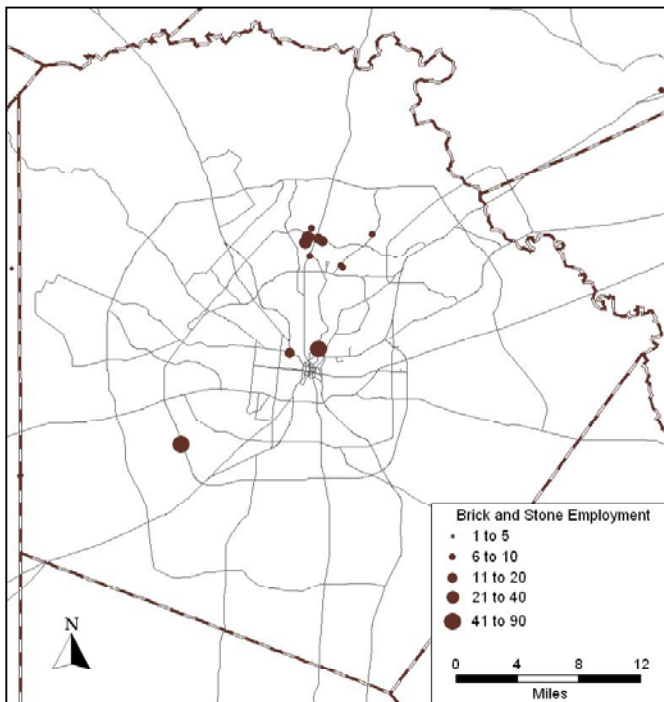 Brick and Stone Employment
1 to 5
6 to 10
11 to 20
21 to 40
41 to 90
N
0 4 8 12
Miles